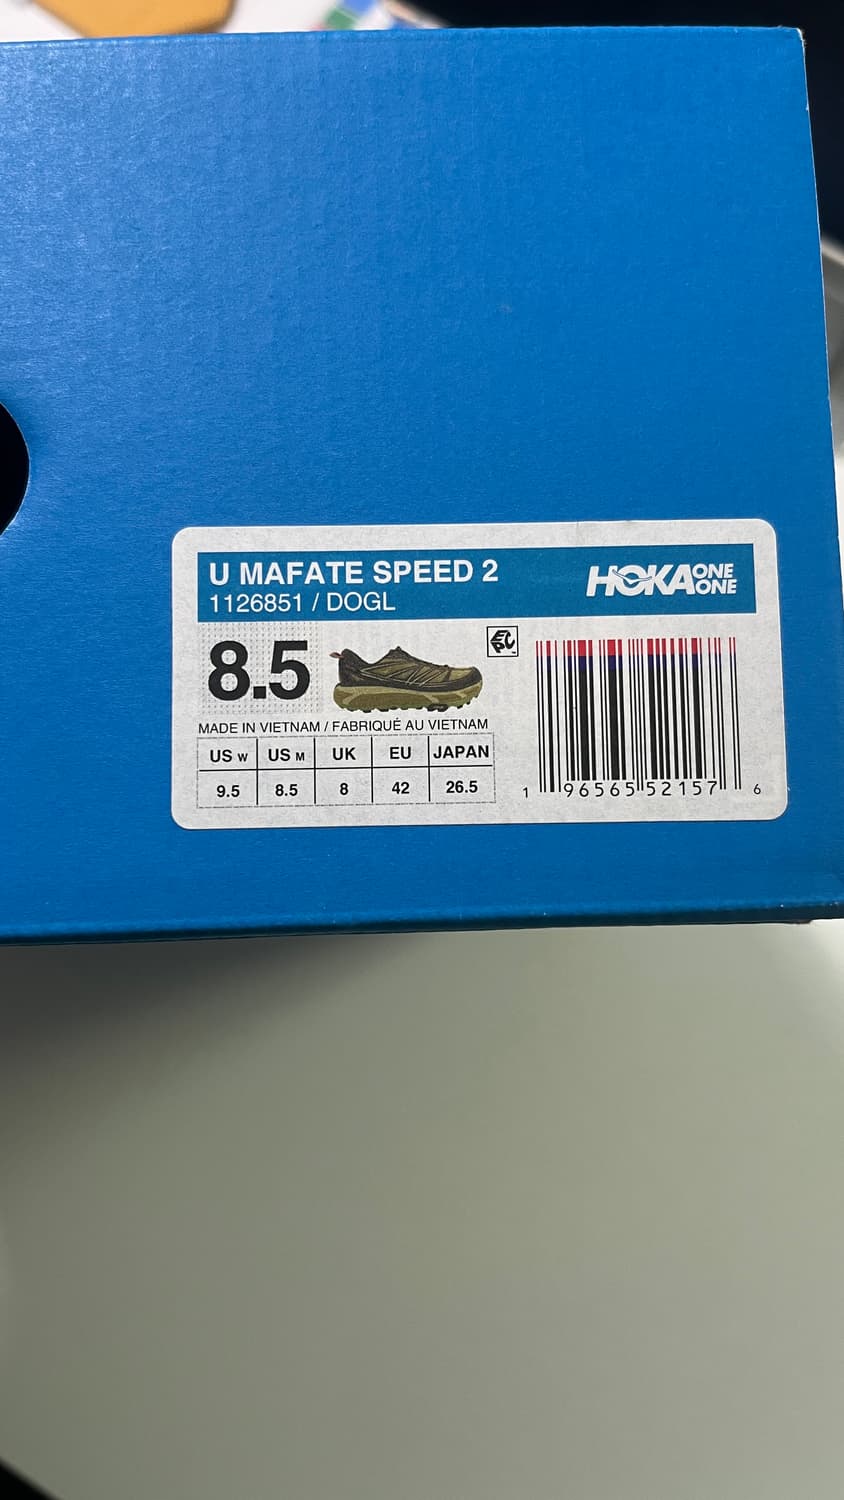 U MAFATE SPEED 2
1126851 / DOGL
HOKA ONE ONE
8.5
EPC
MADE IN VIETNAM / FABRIQUÉ AU VIETNAM
US W US M UK EU JAPAN
9.5 8.5 8 42 26.5
1 96565 52157 6